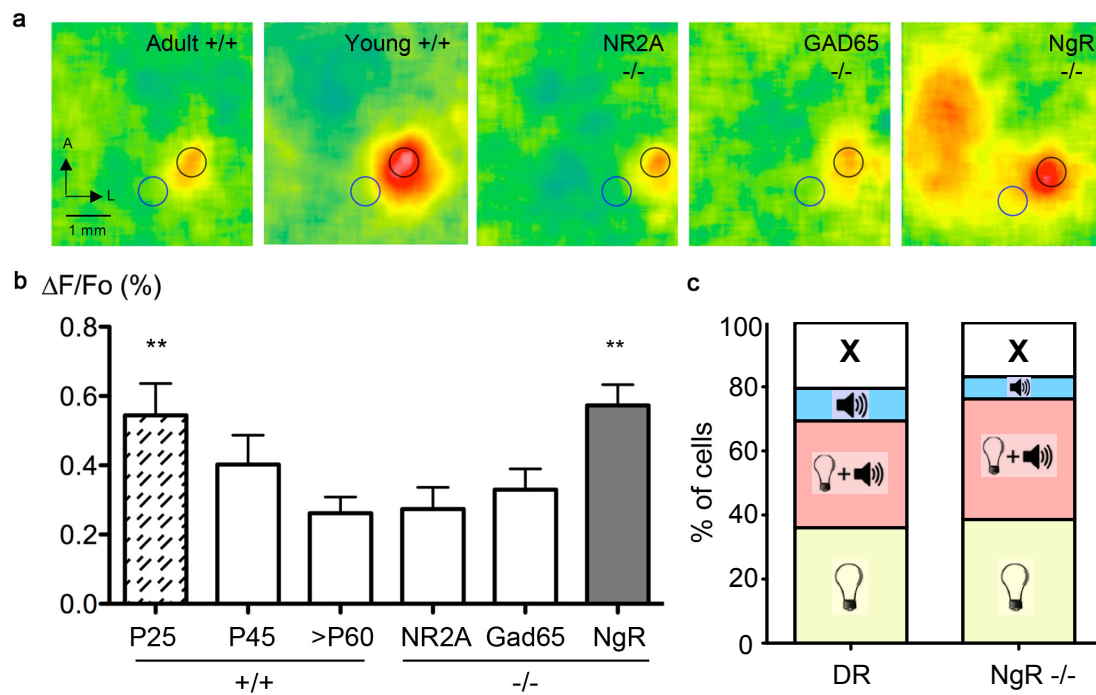 a
Adult +/+
Young +/+
NR2A
-/-
GAD65
-/-
NgR
-/-
A
L
1 mm
b ΔF/Fo (%)
0.8
0.6
0.4
0.2
0.0
**
**
P25 P45 >P60 NR2A Gad65 NgR
+/+ -/-
c
% of cells
100
80
60
40
20
0
X X
+ +
DR NgR -/-